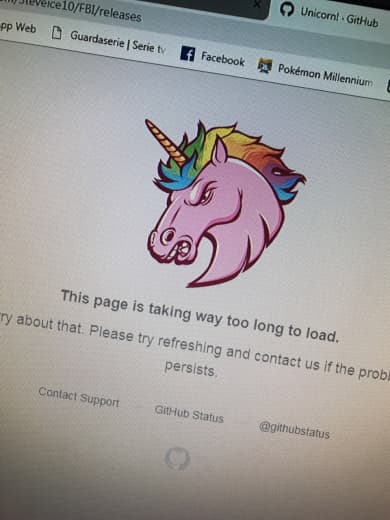 Steveice10/FBI/releases
Unicorn! · GitHub
pp Web
Guardaserie | Serie tv
Facebook
Pokémon Millennium
This page is taking way too long to load.
ry about that. Please try refreshing and contact us if the probl
persists.
Contact Support
GitHub Status
@githubstatus